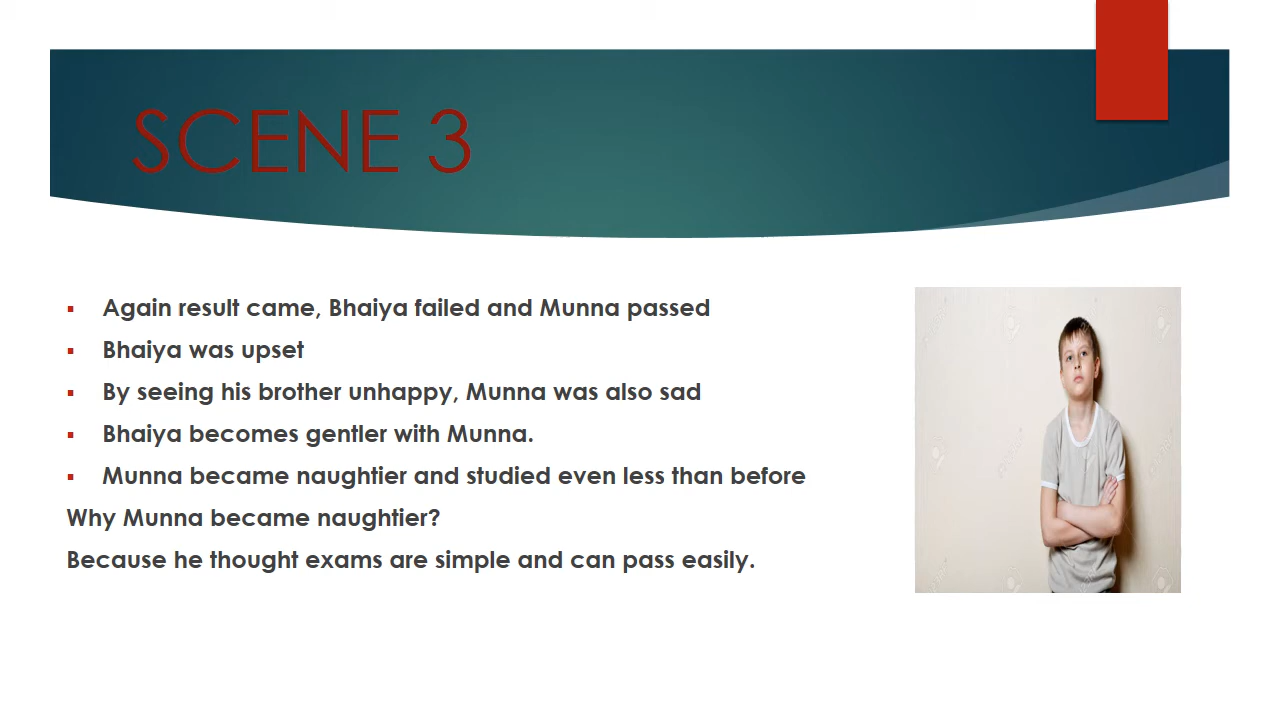 SCENE 3
Again result came, Bhaiya failed and Munna passed
Bhaiya was upset
By seeing his brother unhappy, Munna was also sad
Bhaiya becomes gentler with Munna.
Munna became naughtier and studied even less than before
Why Munna became naughtier?
Because he thought exams are simple and can pass easily.